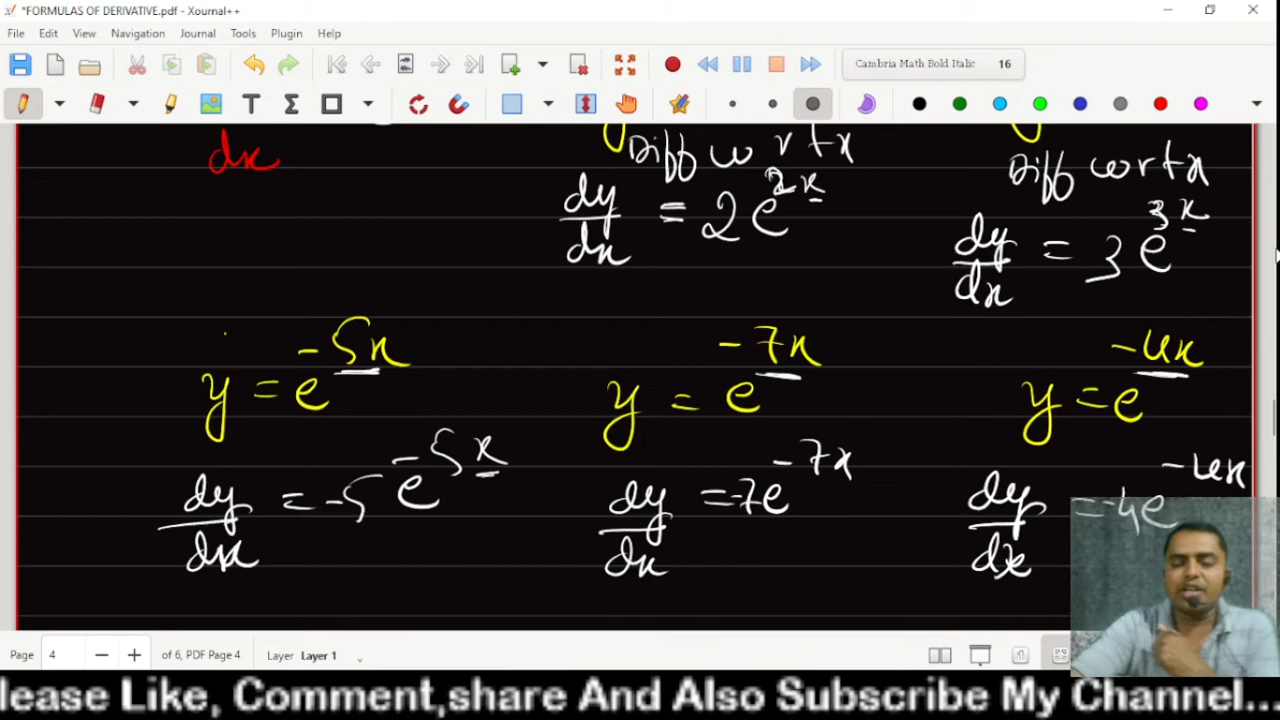 *FORMULAS OF DERIVATIVE.pdf - Xournal++
File Edit View Navigation Journal Tools Plugin Help
Cambria Math Bold Italic 16
dx
Diff w r t x
dy/dx = 2e^2x
Diff w r t x
dy/dx = 3e^3x
y = e^-5x
y = e^-7x
y = e^-4x
dy/dx = -5e^-5x
dy/dx = -7e^-7x
dy/dx = -4e^-4x
Page 4 of 6, PDF Page 4 Layer Layer 1
lease Like, Comment,share And Also Subscribe My Channel...